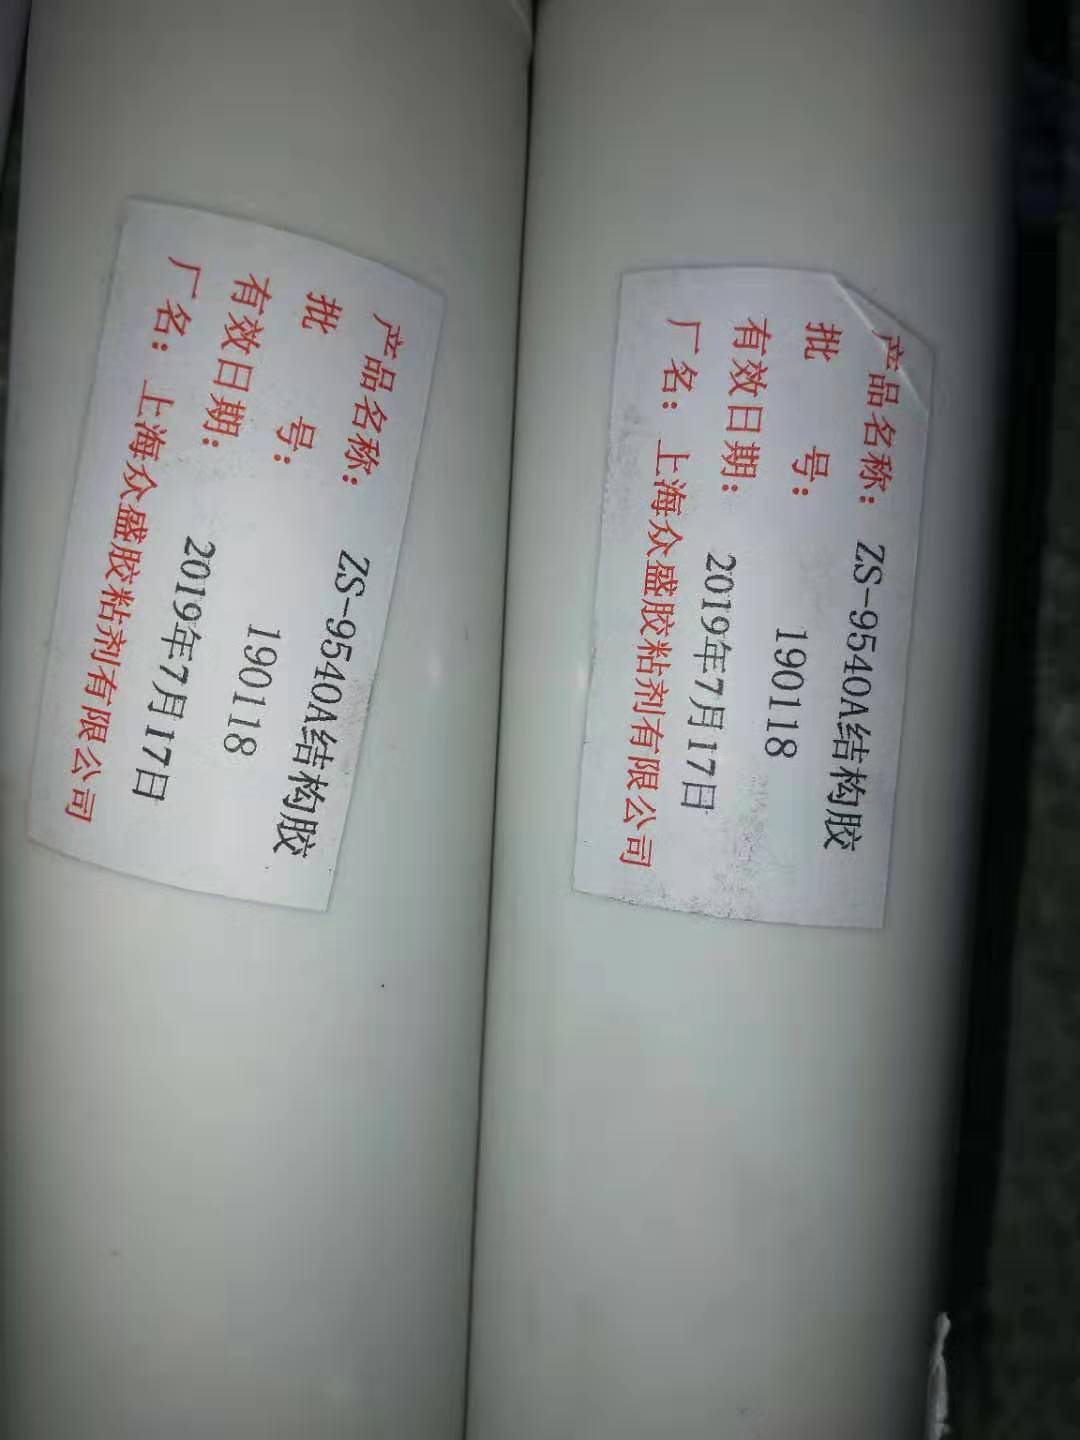 产品名称：ZS-9540A结构胶
批 号：190118
有效日期：2019年7月17日
厂名：上海众盛胶粘剂有限公司
产品名称：ZS-9540A结构胶
批 号：190118
有效日期：2019年7月17日
厂名：上海众盛胶粘剂有限公司